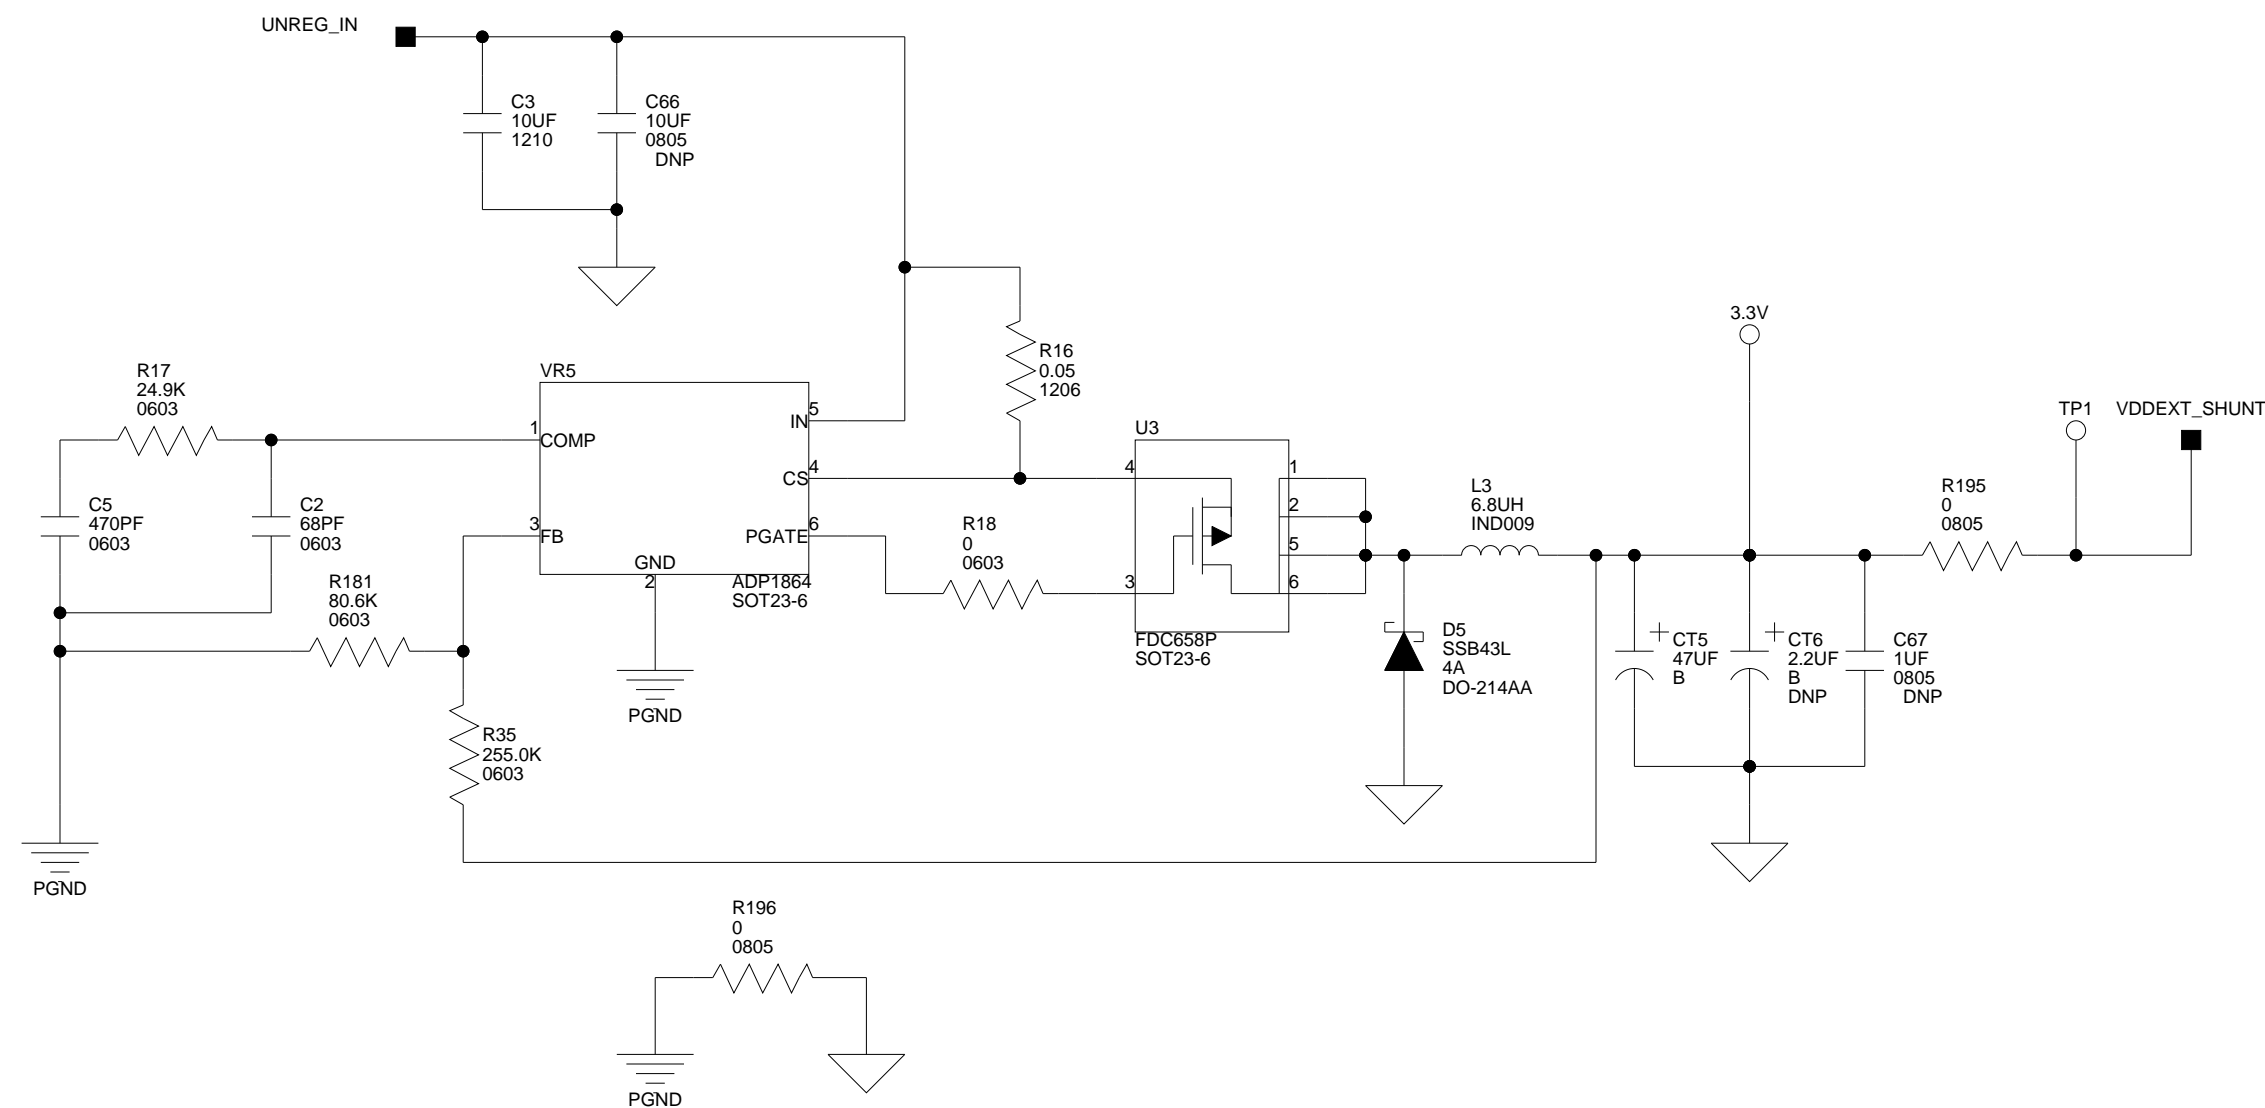 UNREG_IN
C3
10UF
1210
C66
10UF
0805
DNP
3.3V
R16
0.05
1206
R17
24.9K
0603
VR5
5
IN
1
COMP
TP1
VDDEXT_SHUNT
U3
4
CS
4
1
L3
6.8UH
IND009
R195
0
0805
C5
470PF
0603
C2
68PF
0603
3
FB
6
PGATE
R18
0
0603
2
5
GND
2
ADP1864
SOT23-6
3
6
R181
80.6K
0603
FDC658P
SOT23-6
D5
SSB43L
4A
DO-214AA
CT5
47UF
B
CT6
2.2UF
B
DNP
C67
1UF
0805
DNP
PGND
R35
255.0K
0603
PGND
R196
0
0805
PGND